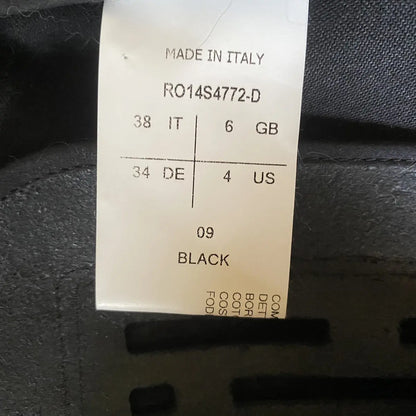 MADE IN ITALY
RO14S4772-D
38 IT 6 GB
34 DE 4 US
09
BLACK
COM
DET
BOR
COT
COS
FOD